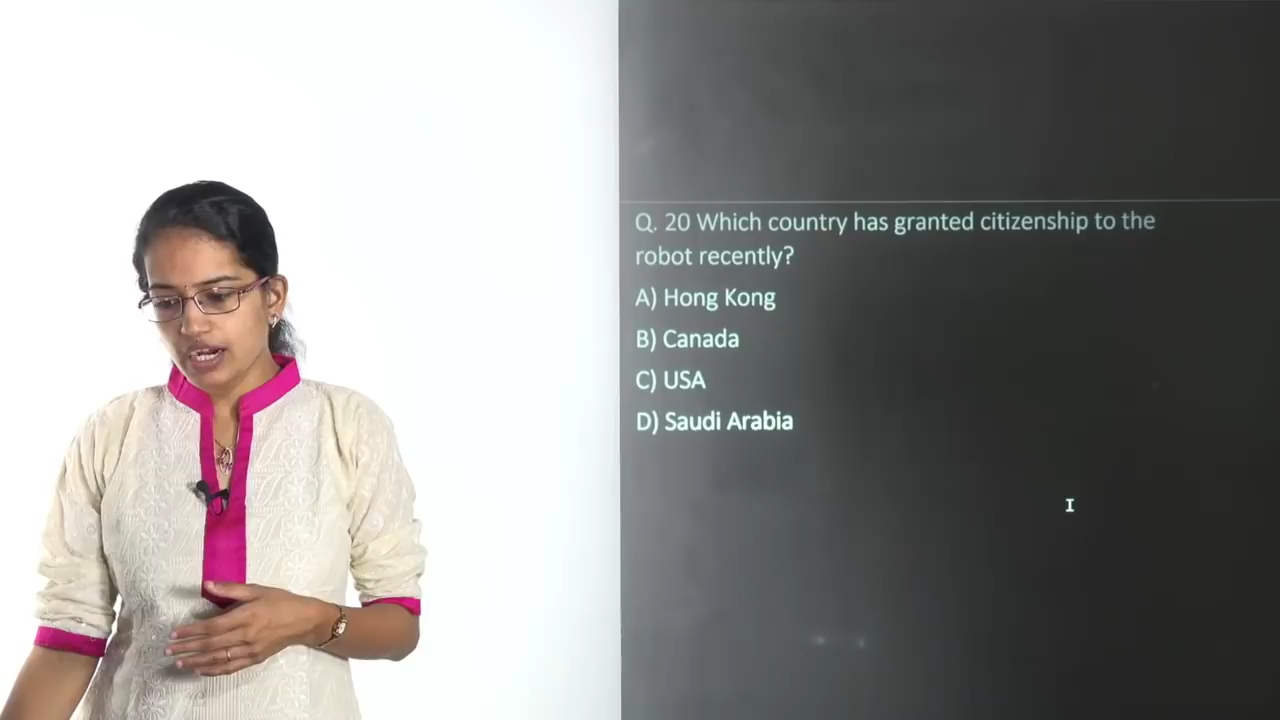 Q. 20 Which country has granted citizenship to the
robot recently?
A) Hong Kong
B) Canada
C) USA
D) Saudi Arabia